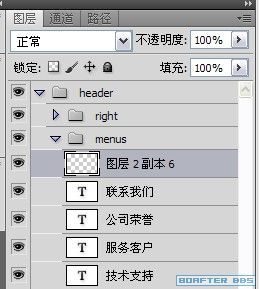 图层 通道 路径
正常 不透明度: 100%
锁定: 填充: 100%
header
right
menus
图层 2 副本 6
T 联系我们
T 公司荣誉
T 服务客户
T 技术支持
BOAFTER BBS